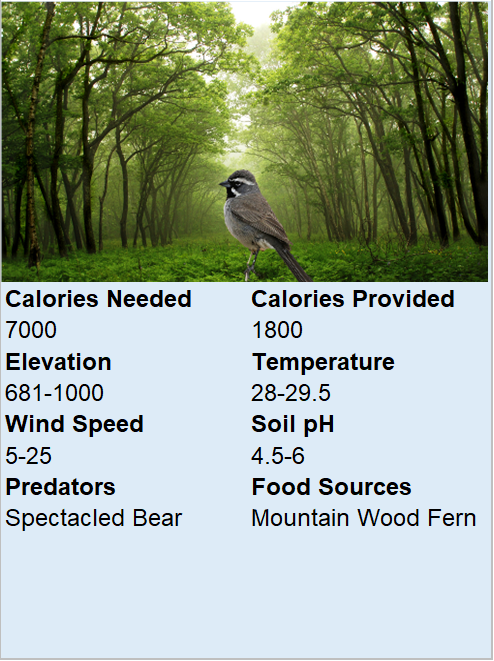 Calories Needed
Calories Provided
7000
1800
Elevation
Temperature
681-1000
28-29.5
Wind Speed
Soil pH
5-25
4.5-6
Predators
Food Sources
Spectacled Bear
Mountain Wood Fern